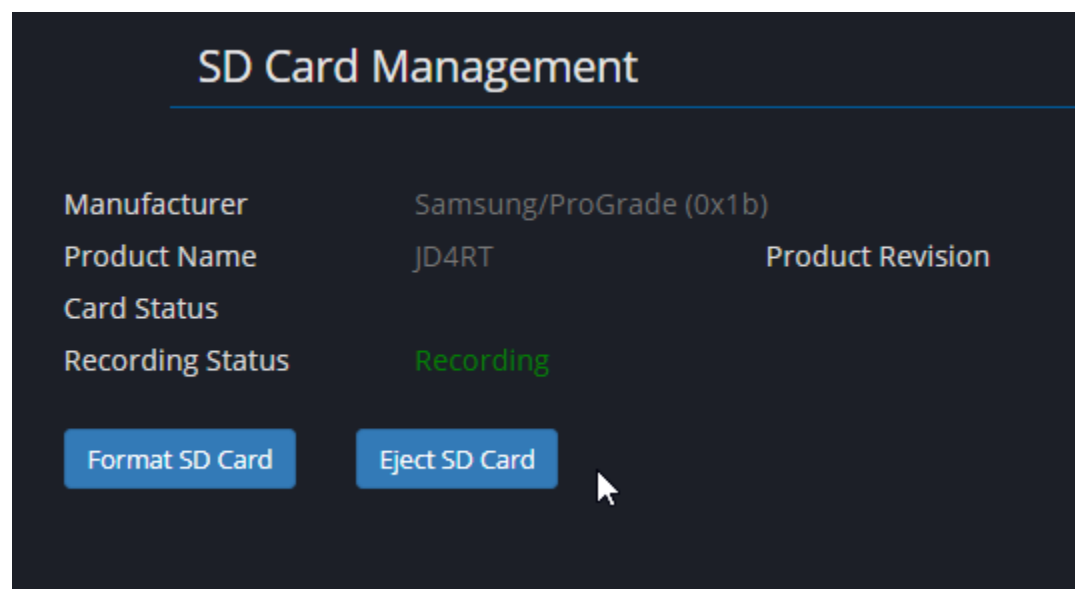 SD Card Management
Manufacturer Samsung/ProGrade (0x1b)
Product Name JD4RT Product Revision
Card Status
Recording Status Recording
Format SD Card Eject SD Card